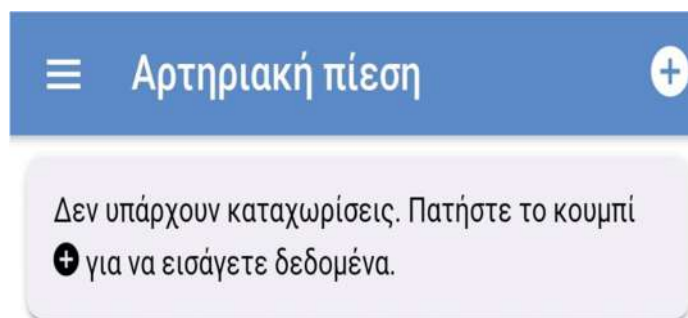 Αρτηριακή πίεση
Δεν υπάρχουν καταχωρίσεις. Πατήστε το κουμπί
για να εισάγετε δεδομένα.